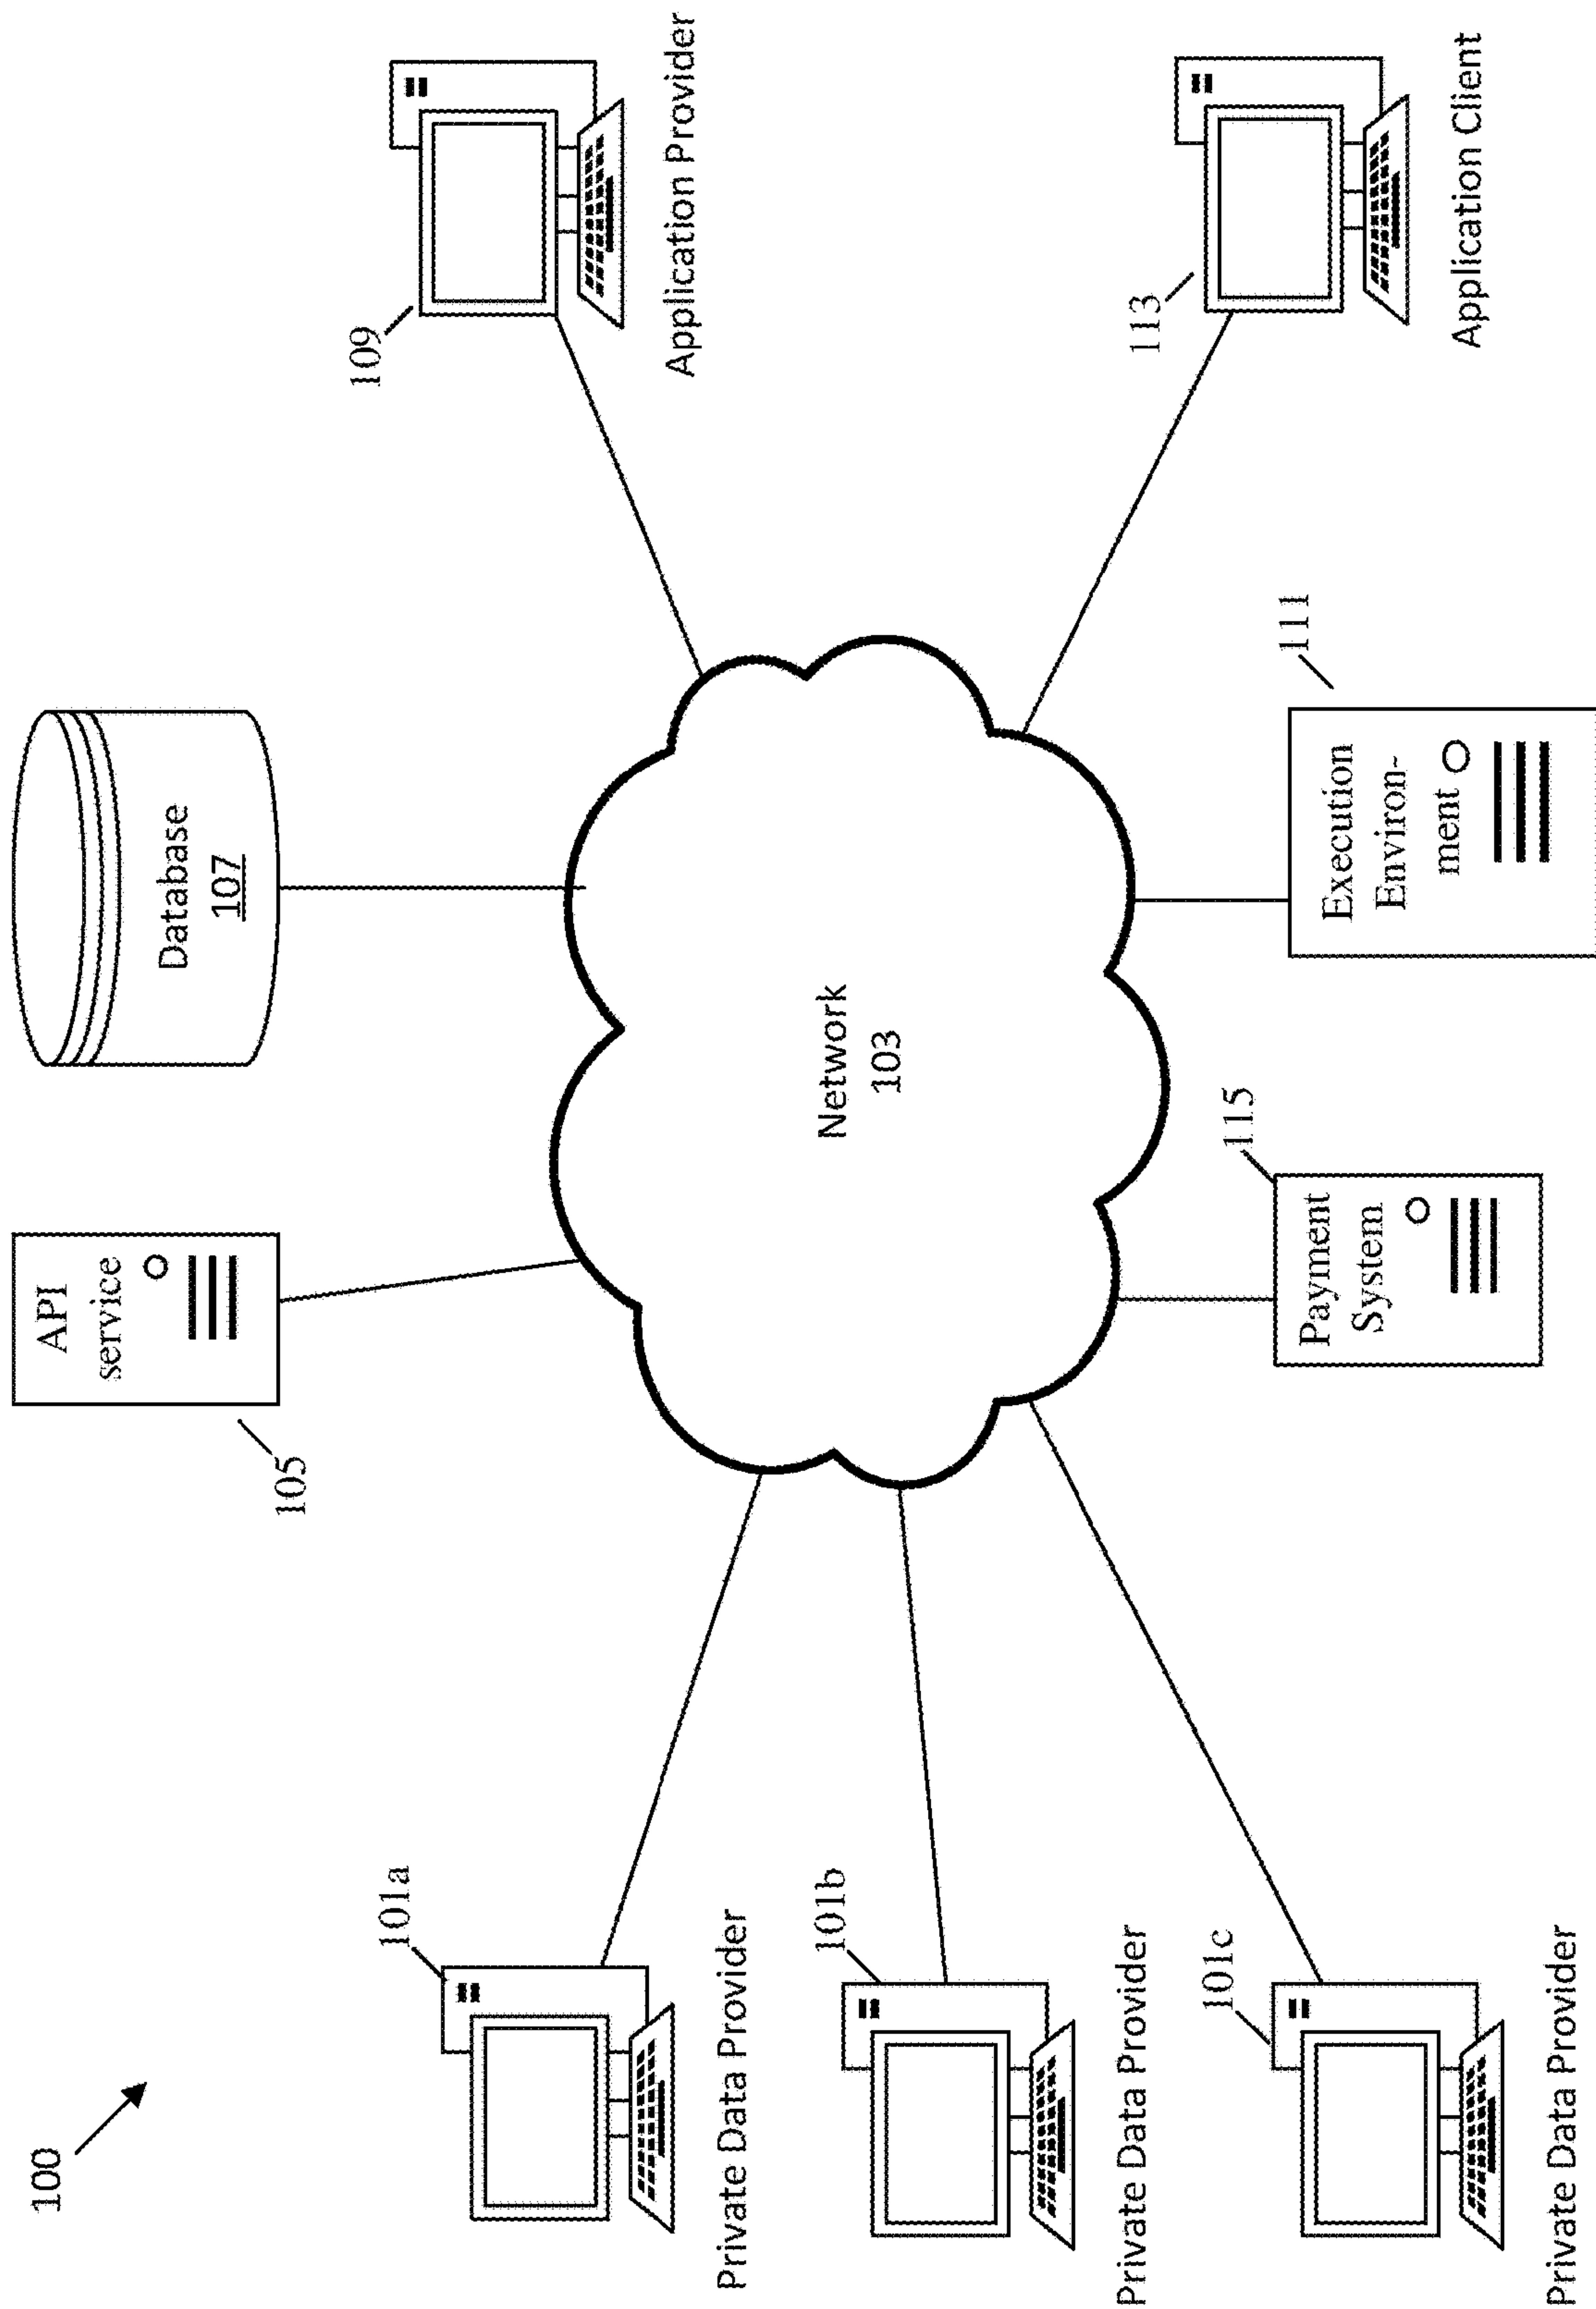 100
API
service
105
Database
107
109
Application Provider
101a
Private Data Provider
Network
103
101b
Private Data Provider
113
Application Client
101c
Private Data Provider
115
Payment
System
111
Execution
Environ-
ment